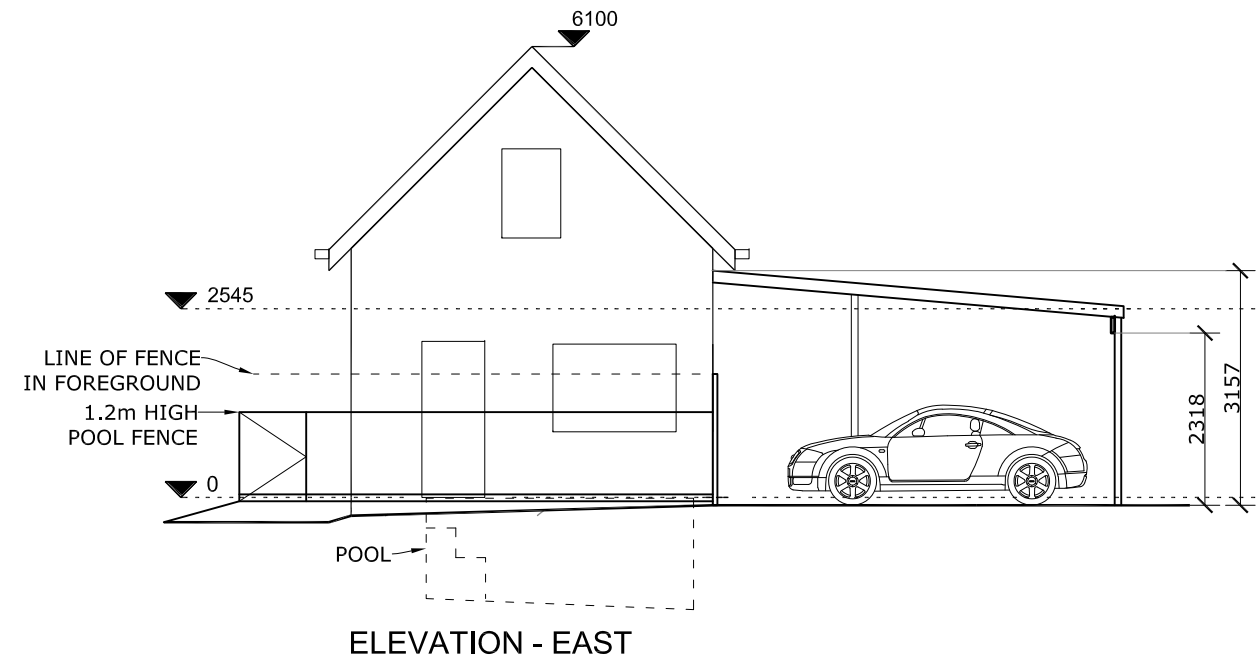 6100
2545
LINE OF FENCE
IN FOREGROUND
1.2m HIGH
POOL FENCE
0
POOL
2318
3157
ELEVATION - EAST